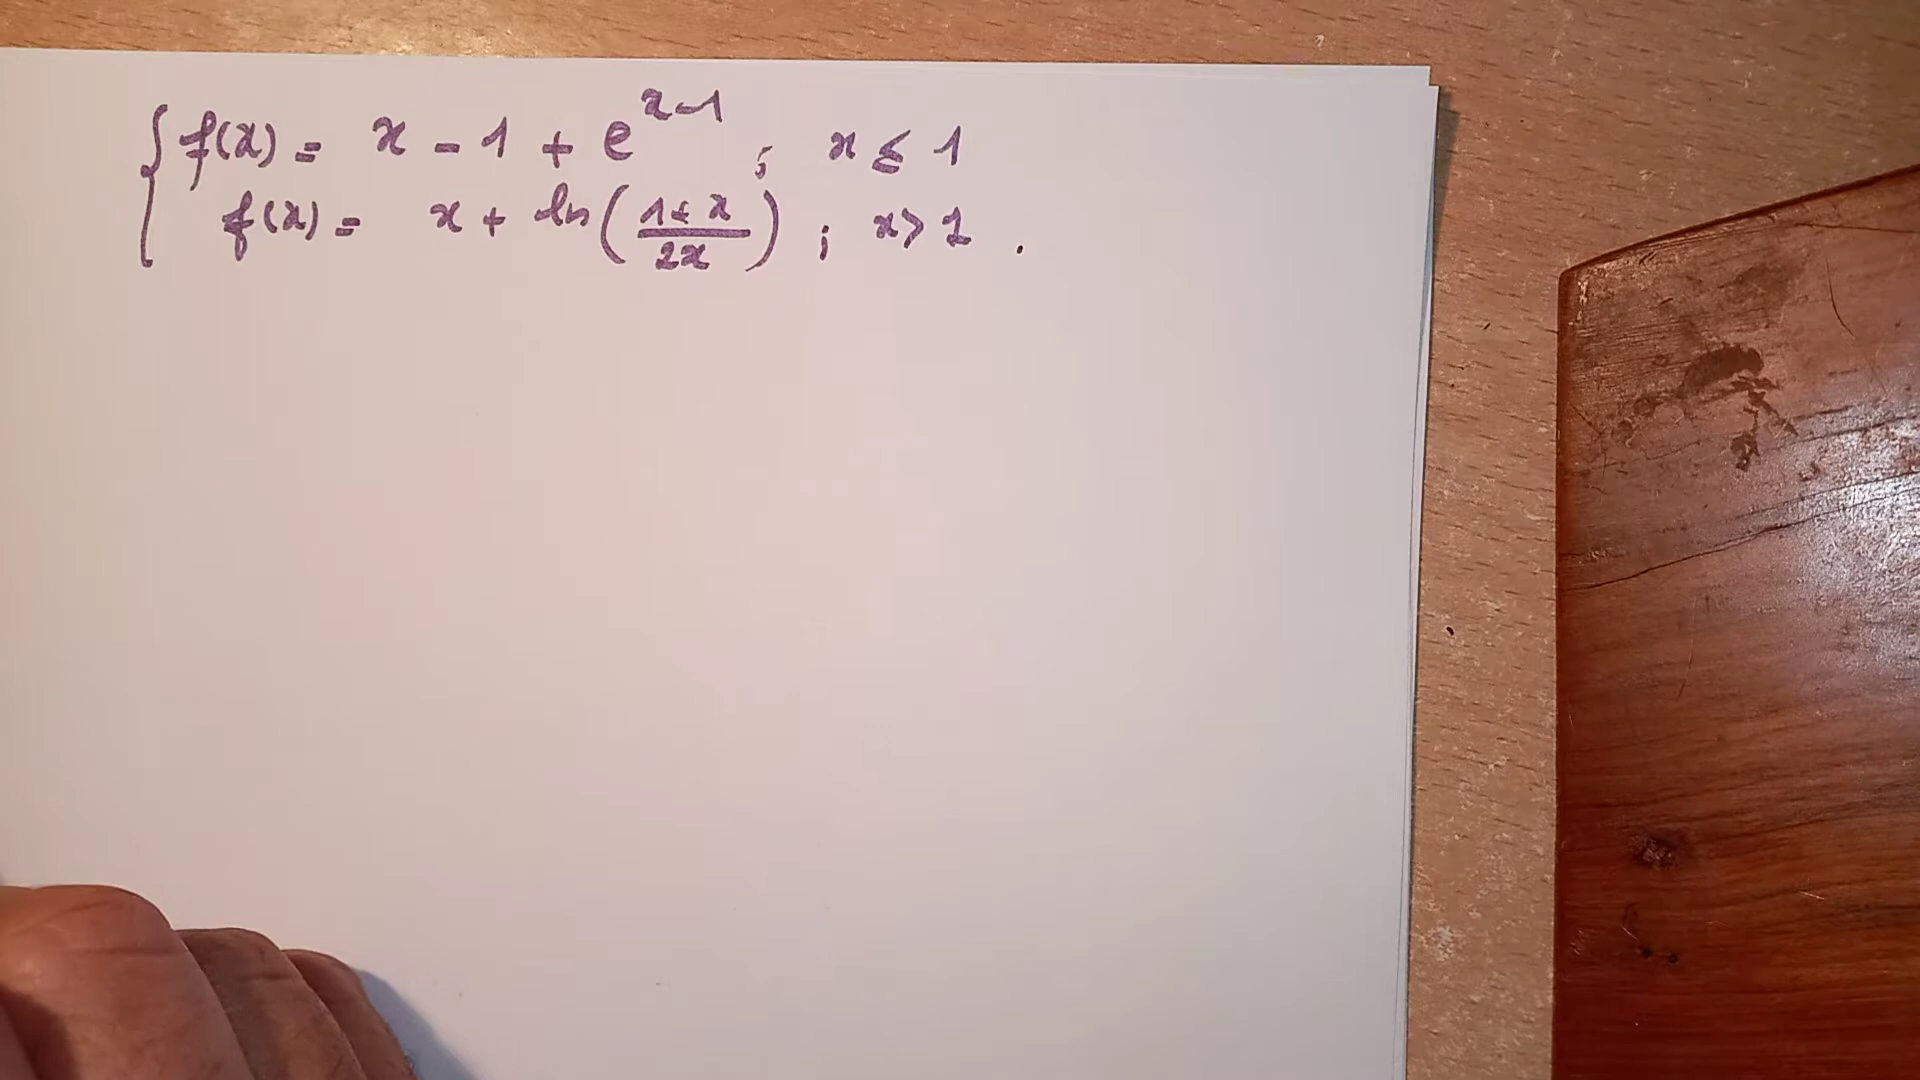 { f(x) = x - 1 + e^{x-1} ; x ≤ 1
f(x) = x + ln( (1+x)/(2x) ) ; x > 1 .